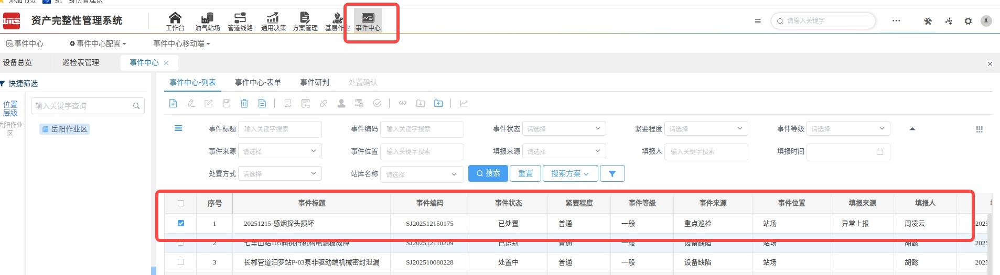 添加书签
资产完整性管理系统
工作台 油气站场 管道线路 通用决策 方案管理 基层作业 事件中心
请输入关键字
事件中心 事件中心配置 事件中心移动端
设备总览 巡检表管理 事件中心
快捷筛选
事件中心-列表 事件中心-表单 事件研判 处置确认
位置
层级
岳阳作业
区
输入关键字查询
岳阳作业区
事件标题 输入关键字搜索 事件编码 输入关键字搜索 事件状态 请选择 紧要程度 请选择 事件等级 请选择
事件来源 请选择 事件位置 输入关键字搜索 填报来源 请选择 填报人 输入关键字搜索 填报时间
处置方式 请选择 站库名称 请选择 搜索 重置 搜索方案
序号 事件标题 事件编码 事件状态 紧要程度 事件等级 事件来源 事件位置 填报来源 填报人
1 20251215-感烟探头损坏 SJ202512150175 已处置 普通 一般 重点巡检 站场 异常上报 周凌云 2025
2 七里山站105阀执行机构电源板故障 SJ202512110209 已识别 普通 一般 设备缺陷 站场 胡懿 2025
3 长郴管道汨罗站P-03泵非驱动端机械密封泄漏 SJ202510080228 处置中 普通 一般 设备缺陷 站场 胡懿 2025